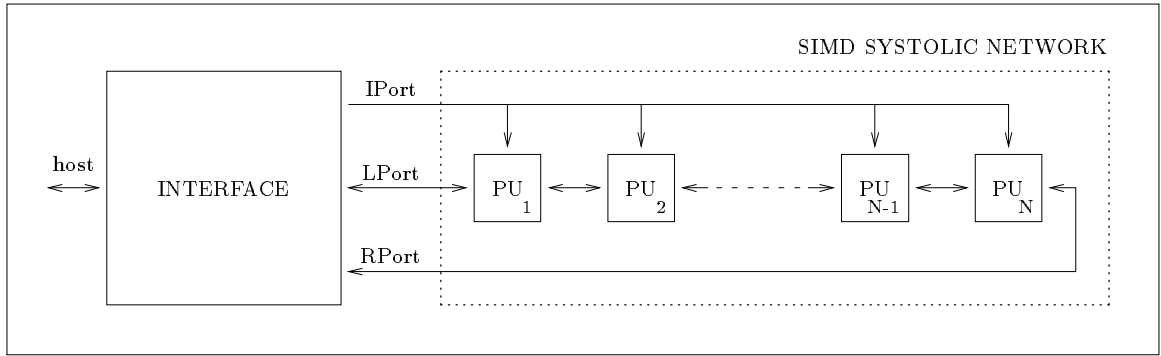 SIMD SYSTOLIC NETWORK
IPort
host
INTERFACE
LPort
PU
1
PU
2
PU
N-1
PU
N
RPort